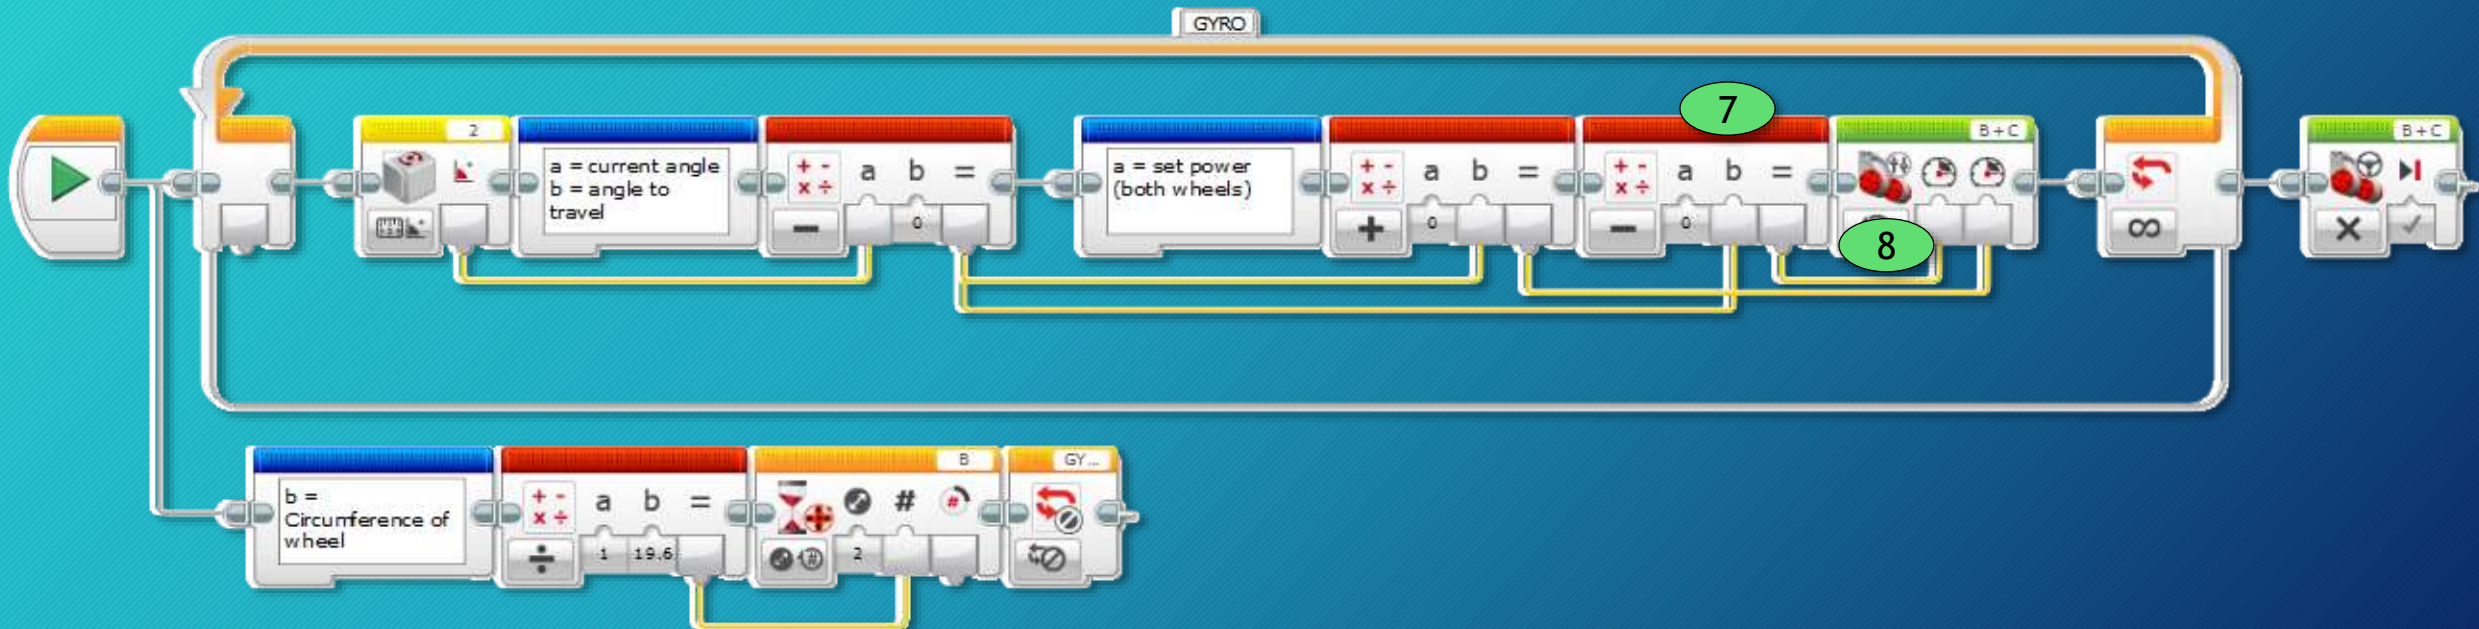 GYRO
7
2
B+C
B+C
a = current angle
b = angle to
travel
a b =
0
a = set power
(both wheels)
a b =
0
a b =
0
8
b =
Circumference of
wheel
a b =
1 19.6
B
#
2
GY...